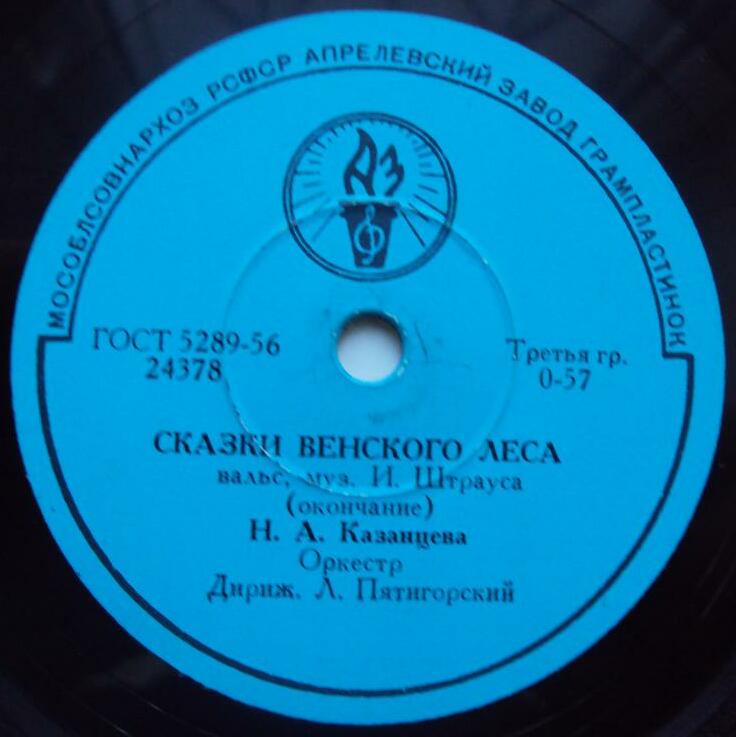 МОСОБЛСОВНАРХОЗ РСФСР АПРЕЛЕВСКИЙ ЗАВОД ГРАМПЛАСТИНОК
АЗ
ГОСТ 5289-56
24378
Третья гр.
0-57
СКАЗКИ ВЕНСКОГО ЛЕСА
вальс, муз. И. Штрауса
(окончание)
Н. А. Казанцева
Оркестр
Дириж. Л. Пятигорский